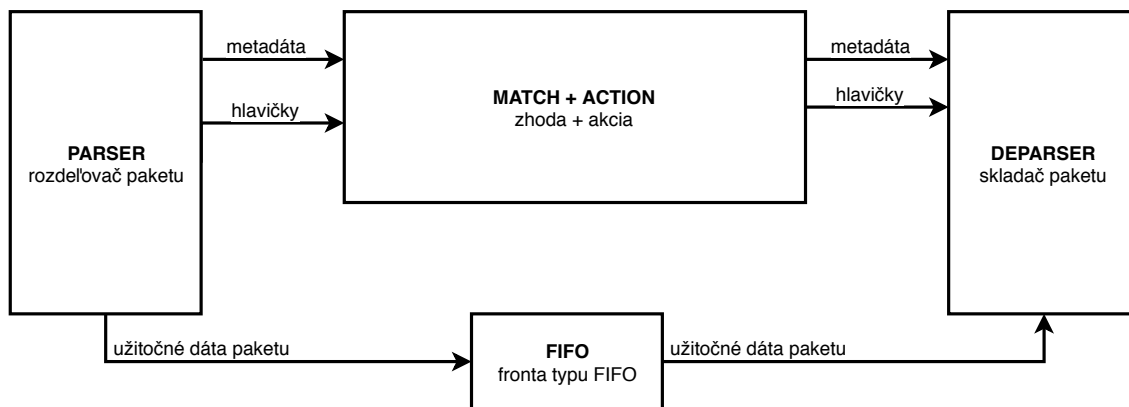 metadáta
metadáta
hlavičky
hlavičky
MATCH + ACTION
zhoda + akcia
PARSER
rozdeľovač paketu
DEPARSER
skladač paketu
užitočné dáta paketu
užitočné dáta paketu
FIFO
fronta typu FIFO